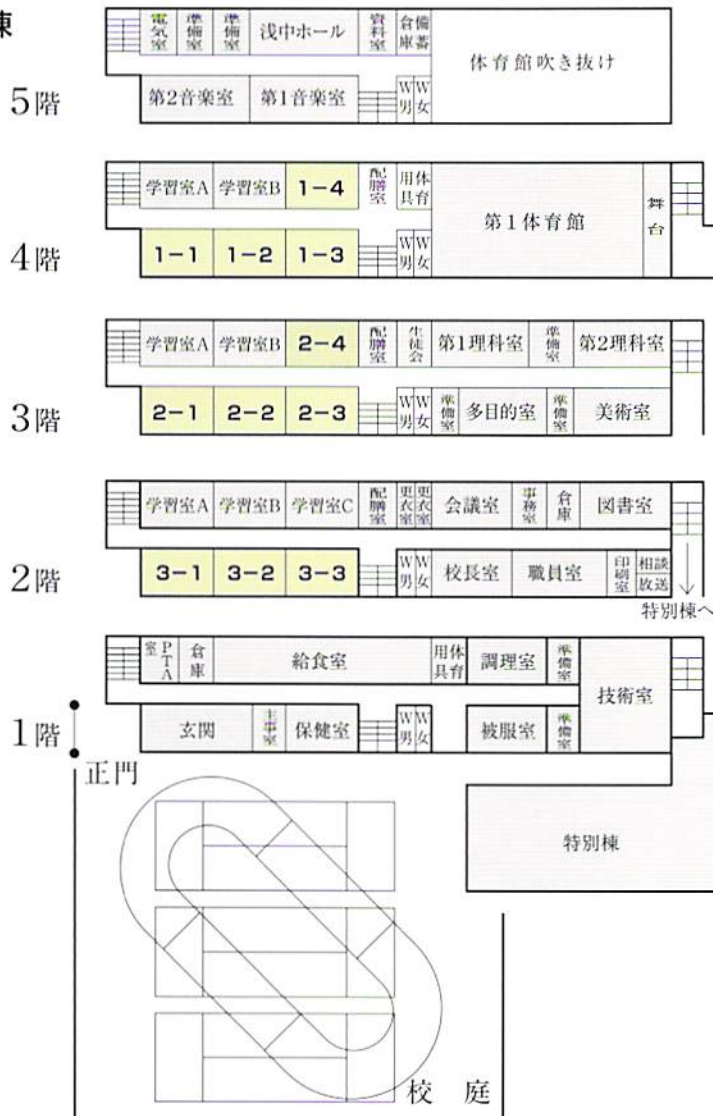 棟
5階
電気室 準備室 準備室 浅中ホール 資料室 倉庫 備蓄
体育館吹き抜け
第2音楽室 第1音楽室 W男 W女
4階
学習室A 学習室B 1-4 配膳室 用具 体育
第1体育館 舞台
1-1 1-2 1-3 W男 W女
3階
学習室A 学習室B 2-4 配膳室 生徒会 第1理科室 準備室 第2理科室
2-1 2-2 2-3 W男 W女 準備室 多目的室 準備室 美術室
2階
学習室A 学習室B 学習室C 配膳室 更衣室 更衣室 会議室 事務室 倉庫 図書室
3-1 3-2 3-3 W男 W女 校長室 職員室 印刷室 相談 放送
特別棟へ
1階
PTA室 倉庫 給食室 用具 体育 調理室 準備室
技術室
玄関 主事室 保健室 W男 W女 被服室 準備室
正門
特別棟
校庭